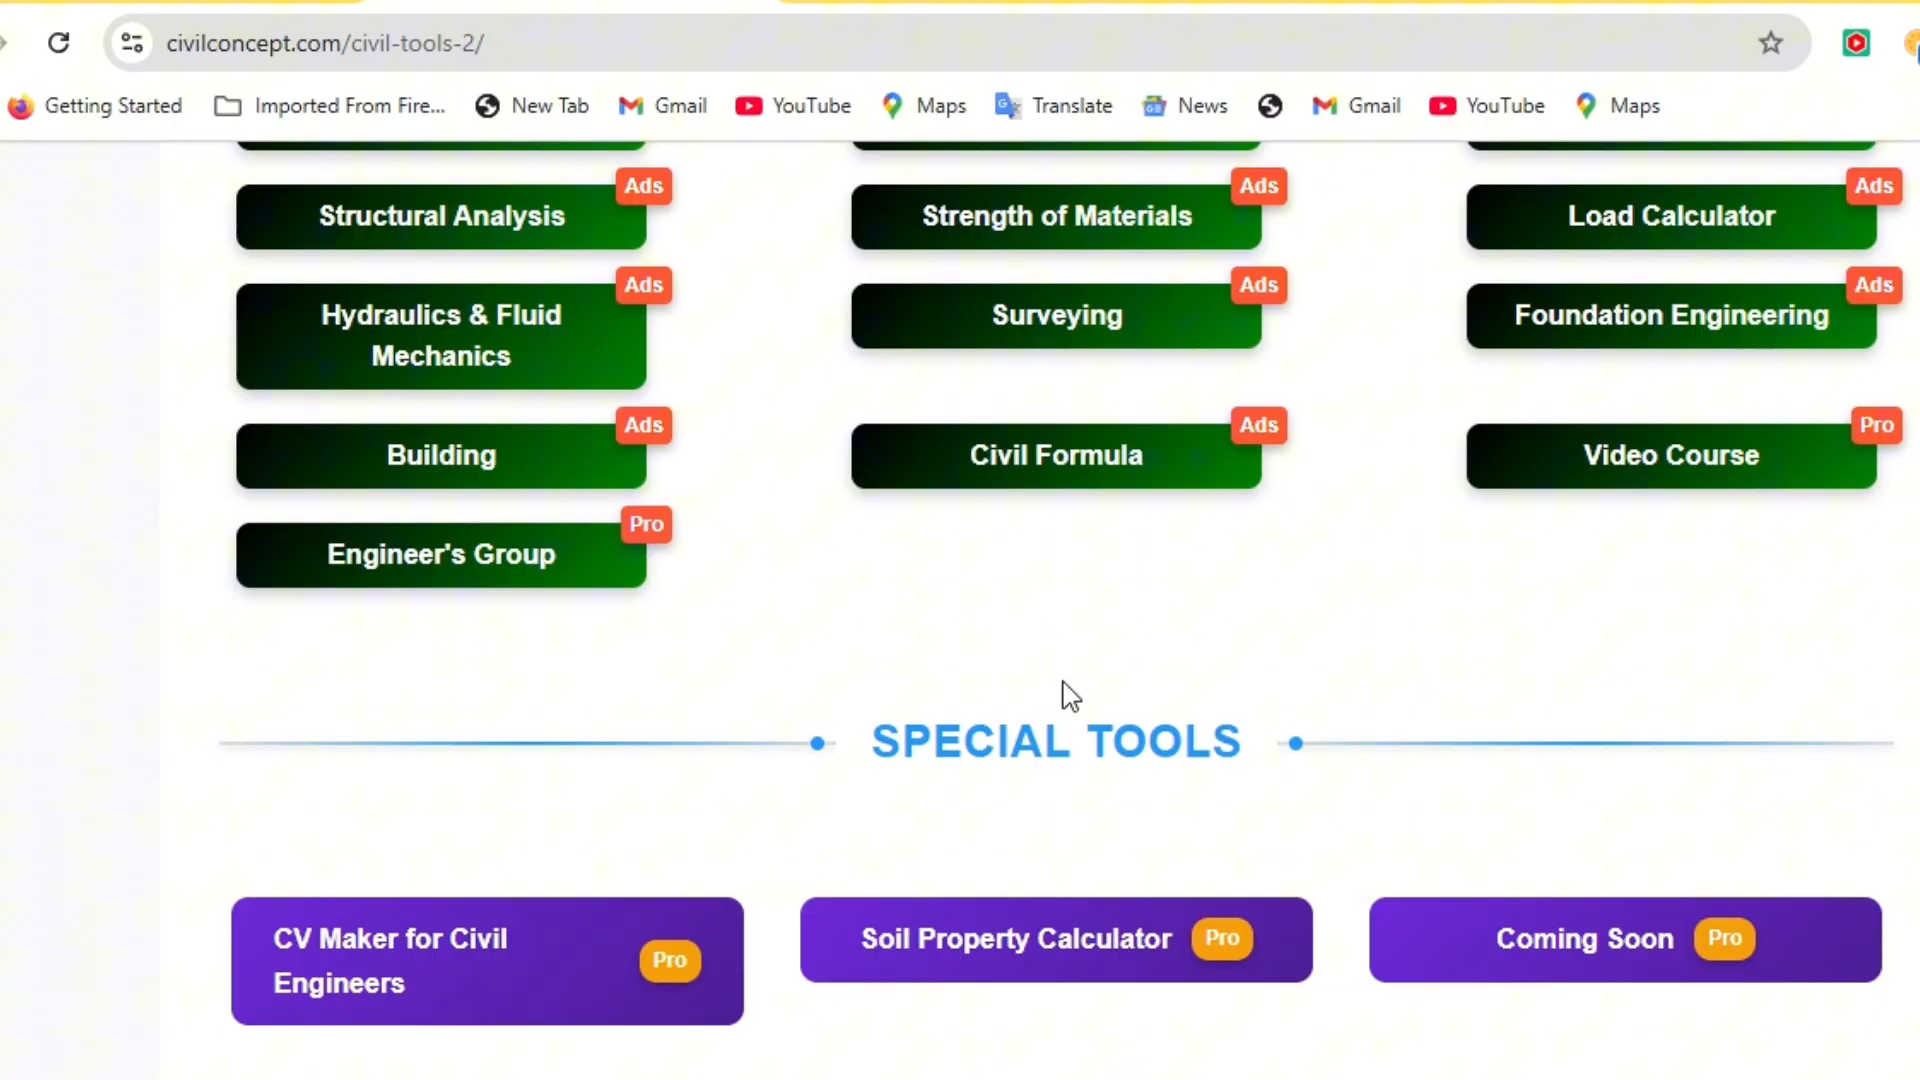 civilconcept.com/civil-tools-2/
Getting Started Imported From Fire... New Tab Gmail YouTube Maps Translate News Gmail YouTube Maps
Ads Ads Ads
Structural Analysis Strength of Materials Load Calculator
Ads Ads Ads
Hydraulics & Fluid
Mechanics
Surveying
Foundation Engineering
Ads Ads Pro
Building Civil Formula Video Course
Pro
Engineer's Group
SPECIAL TOOLS
CV Maker for Civil
Engineers
Pro
Soil Property Calculator Pro
Coming Soon Pro